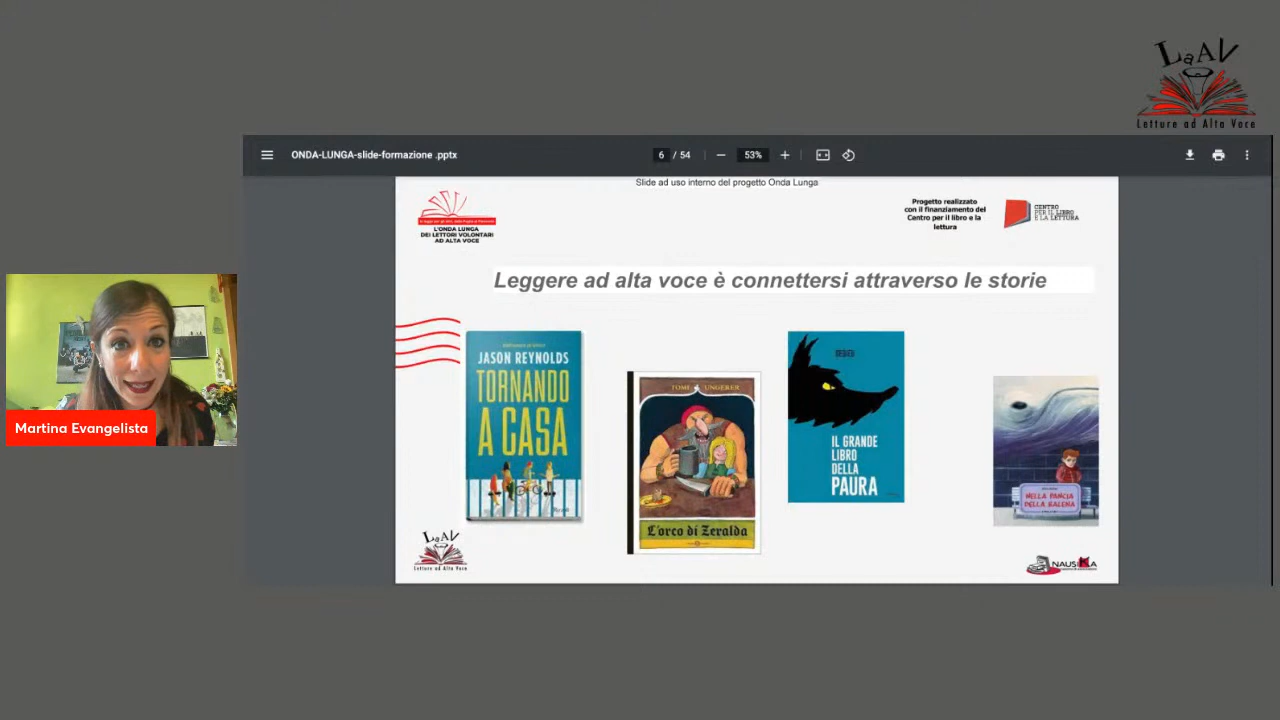 LaAV
Letture ad Alta Voce
ONDA-LUNGA-slide-formazione .pptx
6 / 54
53%
Slide ad uso interno del progetto Onda Lunga
L'ONDA LUNGA
DEI LETTORI VOLONTARI
AD ALTA VOCE
Progetto realizzato
con il finanziamento del
Centro per il libro e la
lettura
CENTRO
PER IL LIBRO
E LA LETTURA
Leggere ad alta voce è connettersi attraverso le storie
JASON REYNOLDS
TORNANDO
A CASA
TOMI UNGERER
L'orco di Zeralda
IL GRANDE
LIBRO
DELLA
PAURA
NELLA PANCIA
DELLA BALENA
Martina Evangelista
LaAV
Letture ad Alta Voce
NAUSIKA